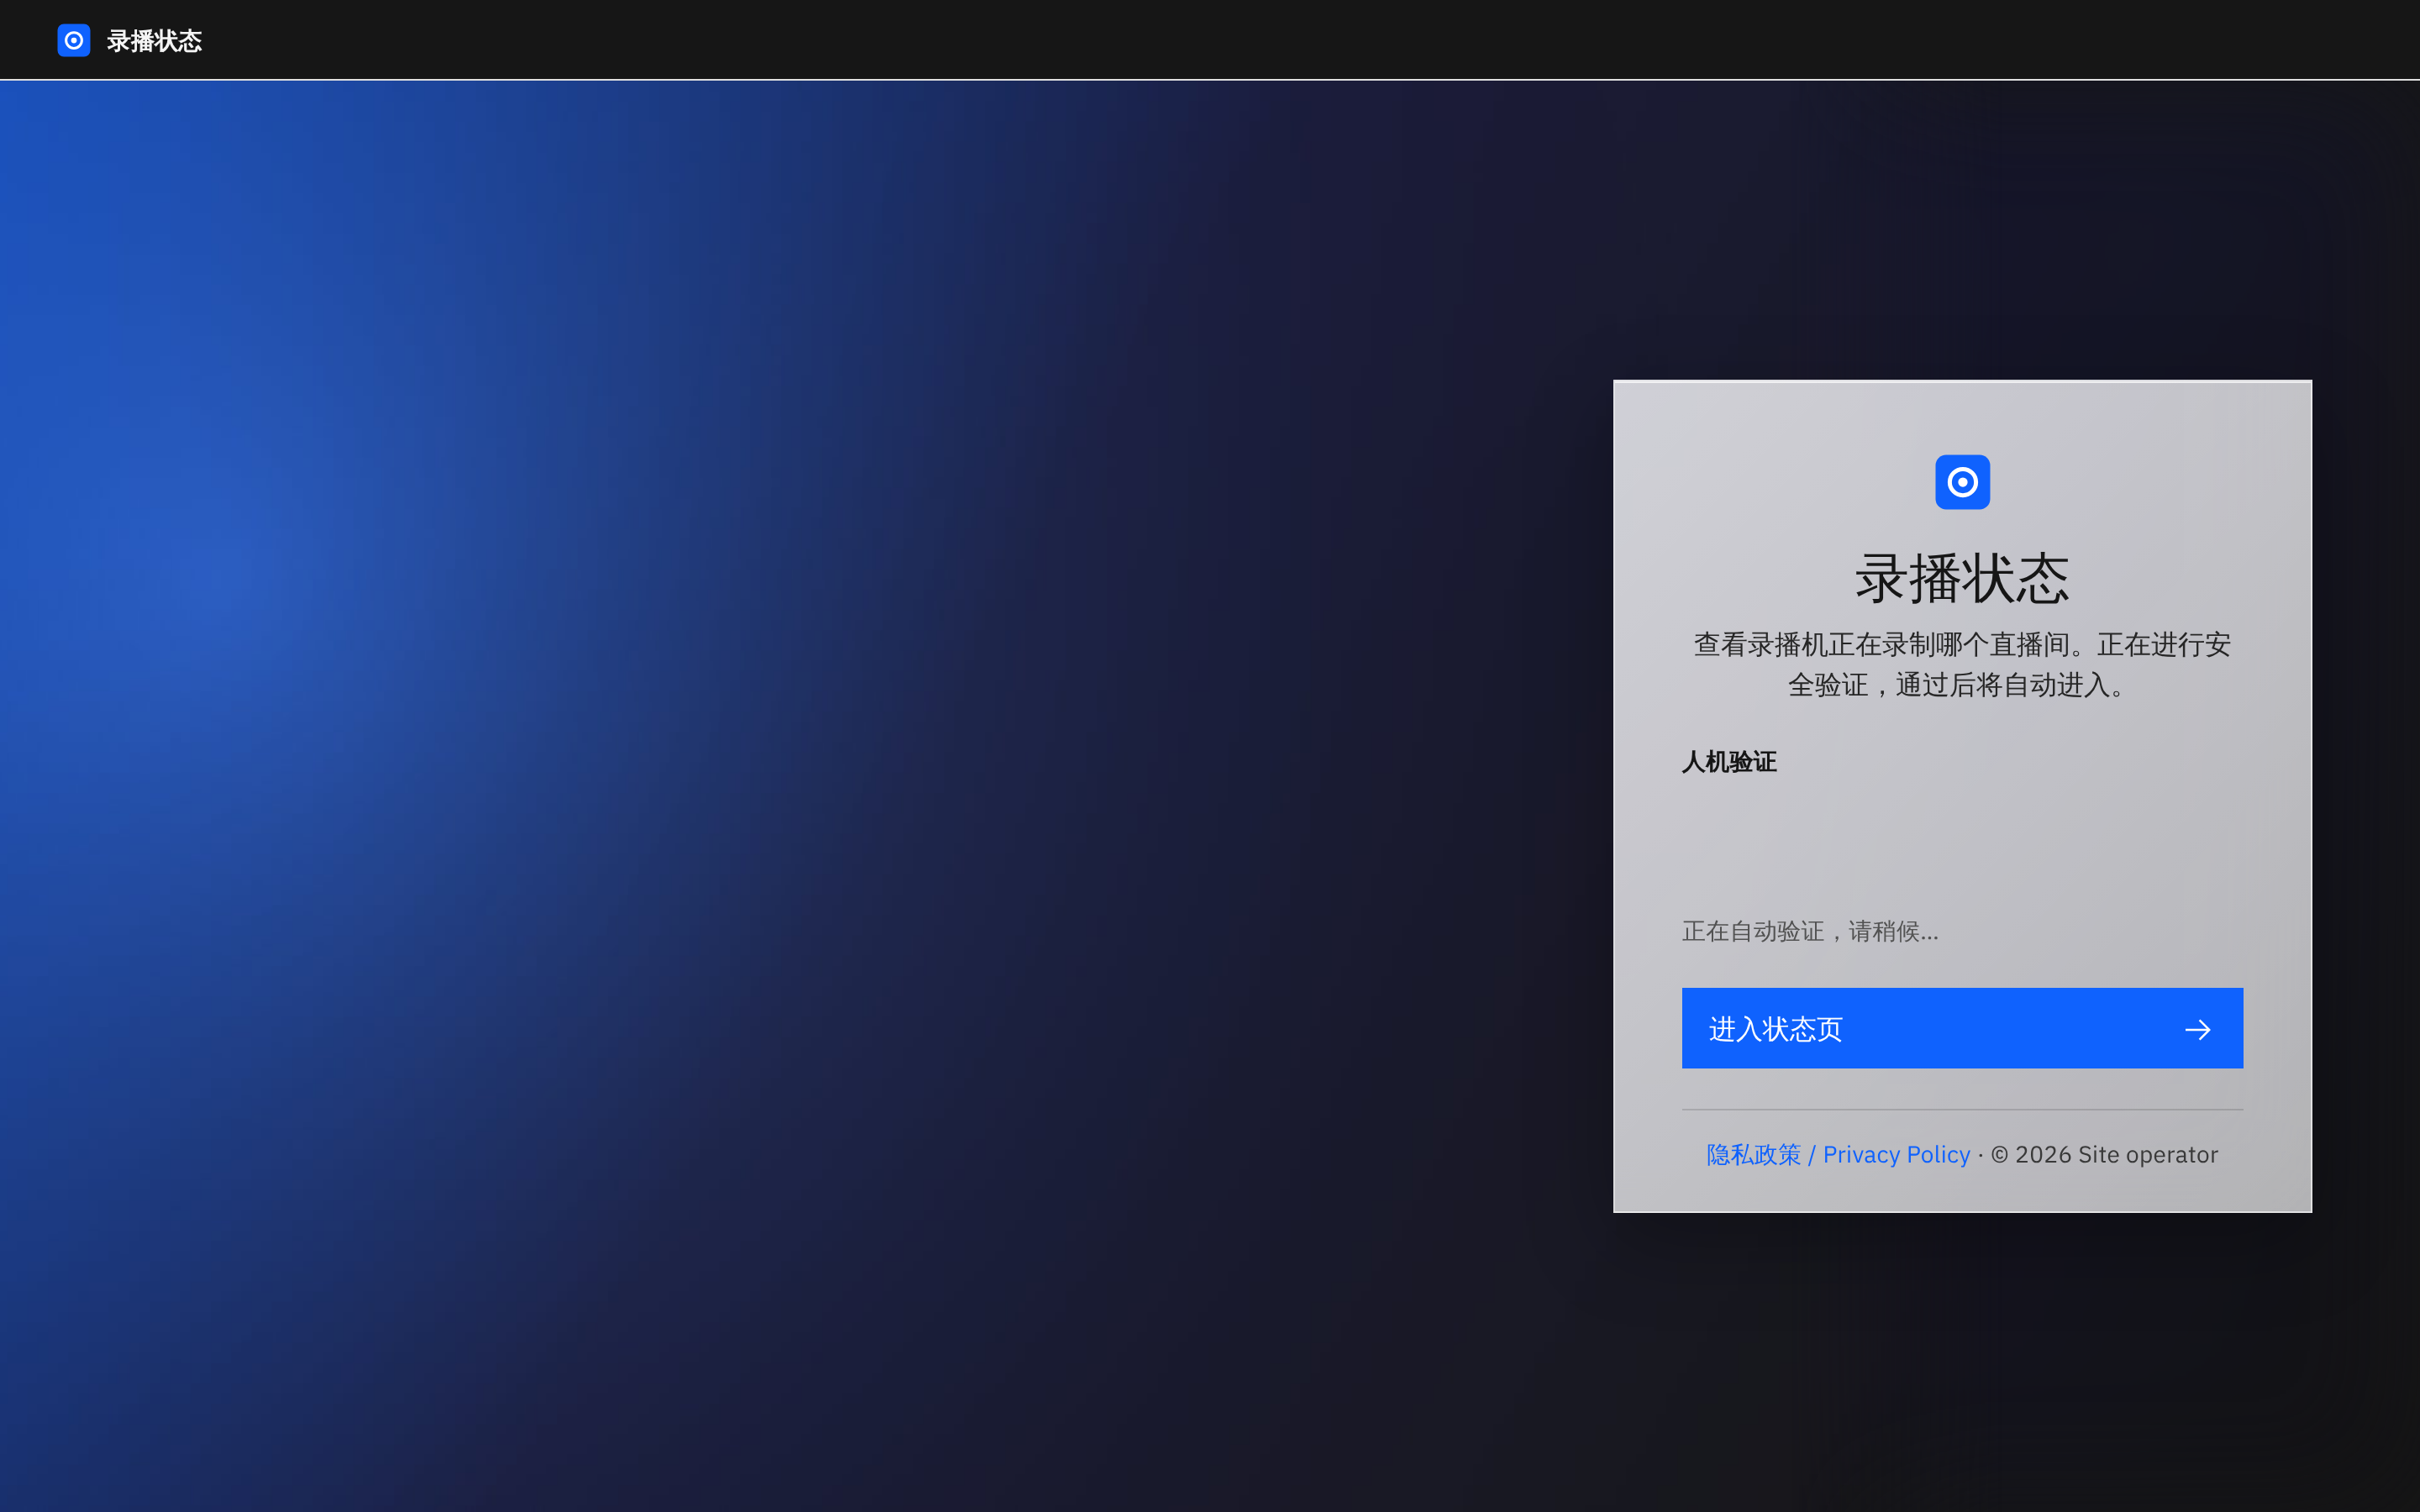 录播状态
录播状态
查看录播机正在录制哪个直播间。正在进行安
全验证，通过后将自动进入。
人机验证
正在自动验证，请稍候...
进入状态页
隐私政策 / Privacy Policy · © 2026 Site operator